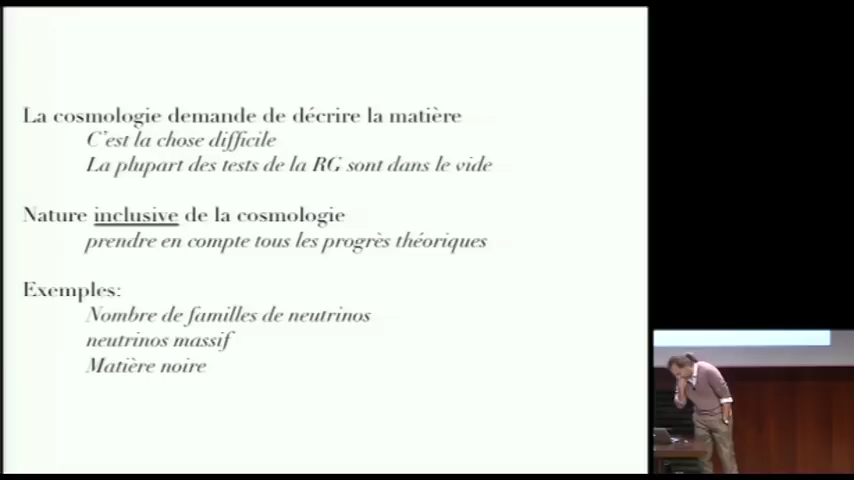 La cosmologie demande de décrire la matière
C'est la chose difficile
La plupart des tests de la RG sont dans le vide
Nature inclusive de la cosmologie
prendre en compte tous les progrès théoriques
Exemples:
Nombre de familles de neutrinos
neutrinos massif
Matière noire